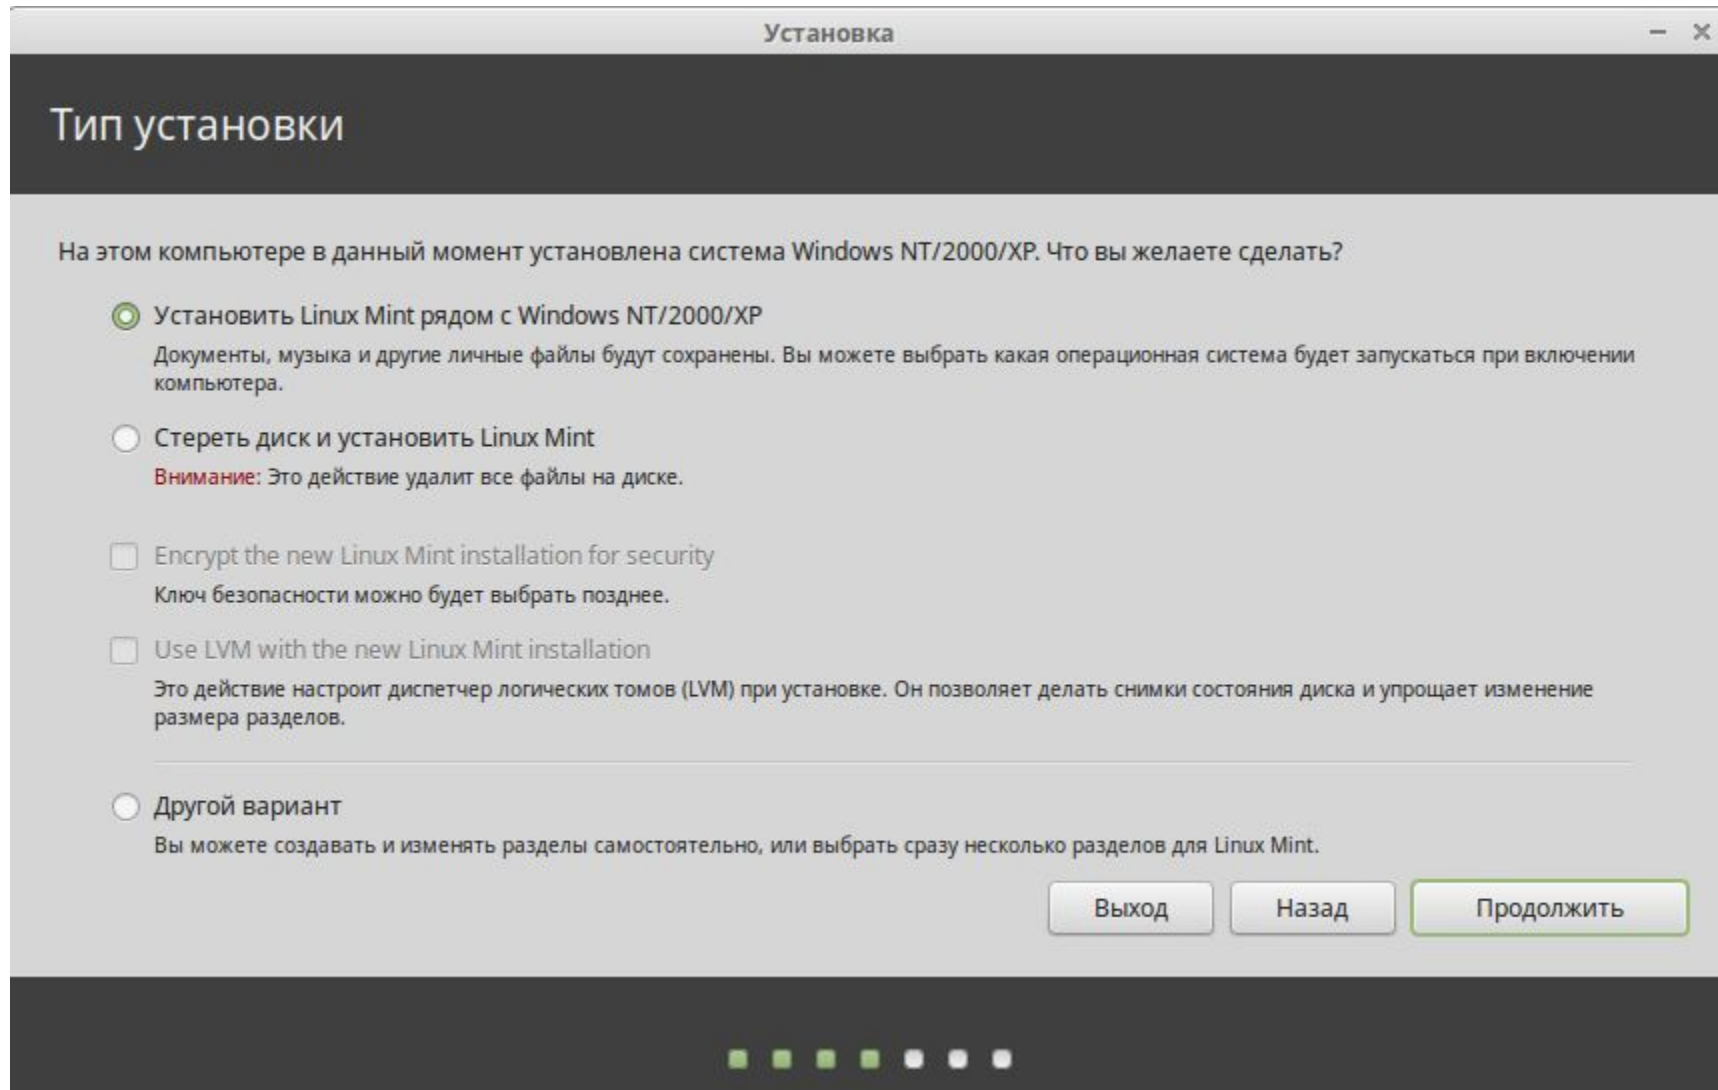 Установка
Тип установки
На этом компьютере в данный момент установлена система Windows NT/2000/XP. Что вы желаете сделать?
Установить Linux Mint рядом с Windows NT/2000/XP
Документы, музыка и другие личные файлы будут сохранены. Вы можете выбрать какая операционная система будет запускаться при включении
компьютера.
Стереть диск и установить Linux Mint
Внимание: Это действие удалит все файлы на диске.
Encrypt the new Linux Mint installation for security
Ключ безопасности можно будет выбрать позднее.
Use LVM with the new Linux Mint installation
Это действие настроит диспетчер логических томов (LVM) при установке. Он позволяет делать снимки состояния диска и упрощает изменение
размера разделов.
Другой вариант
Вы можете создавать и изменять разделы самостоятельно, или выбрать сразу несколько разделов для Linux Mint.
Выход Назад Продолжить